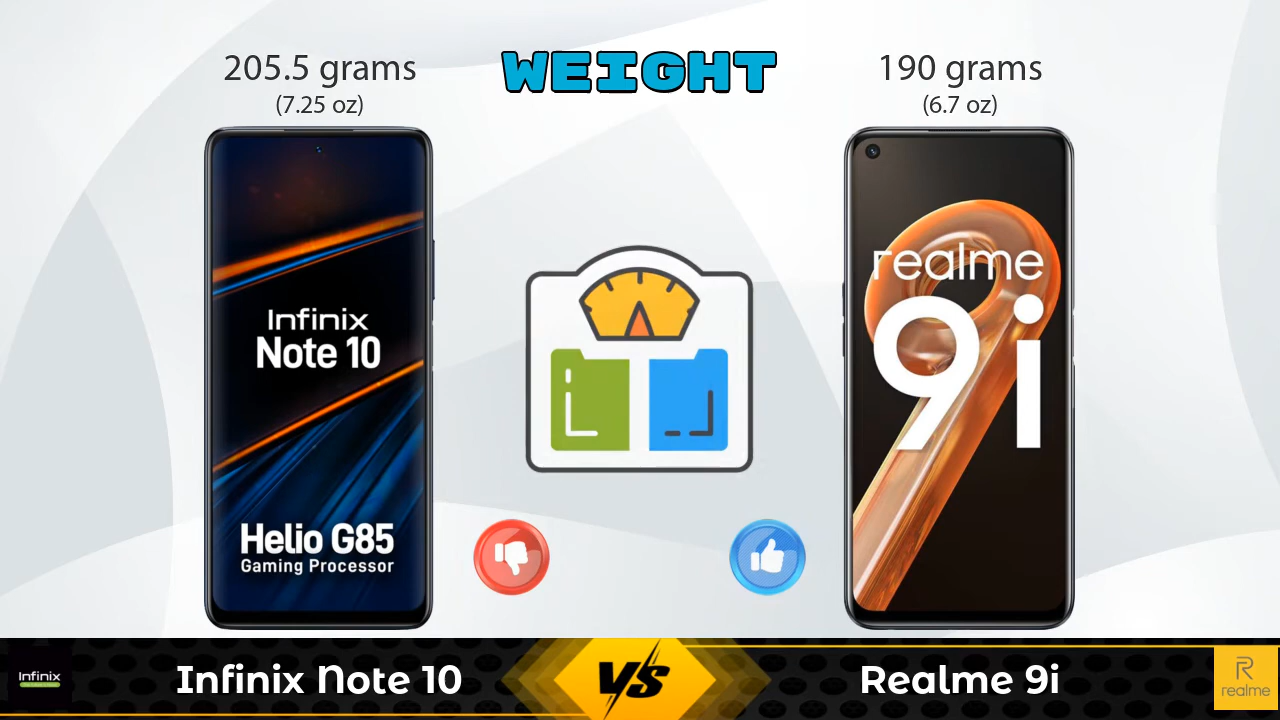 205.5 grams
(7.25 oz)
WEIGHT
190 grams
(6.7 oz)
Infinix
Note 10
Helio G85
Gaming Processor
realme
9i
Infinix
Infinix Note 10
VS
Realme 9i
R
realme